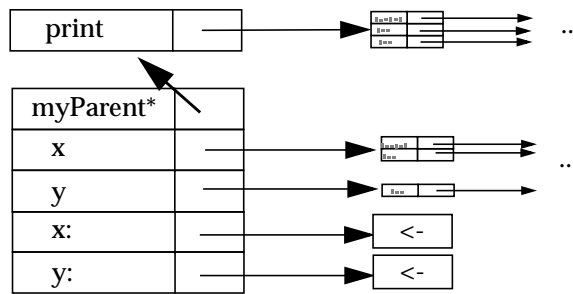 print
..
myParent*
x
..
y
x:
<-
y:
<-